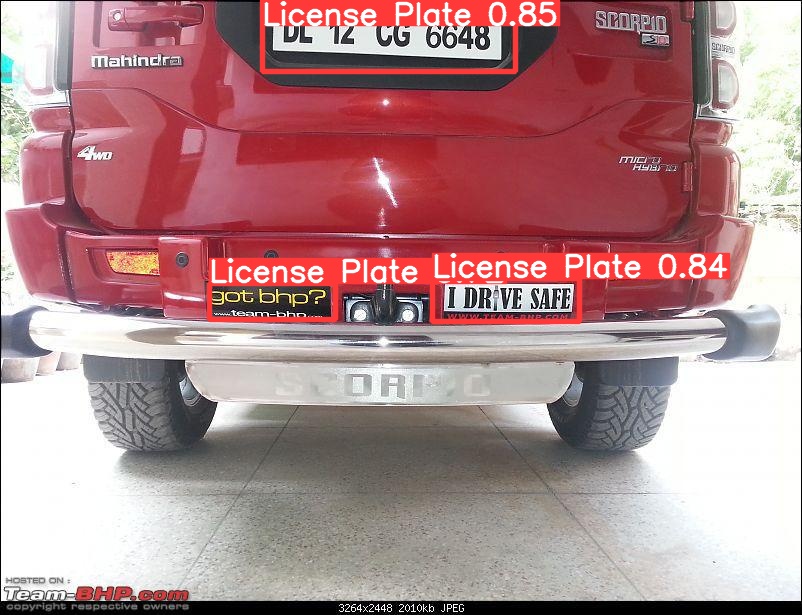 License Plate 0.85
DL 12 CG 6648
SCORPIO
S10
Mahindra
SCORPIO
4WD
MICRO
HYBRID
License Plate
License Plate 0.84
got bhp?
www.team-bhp.com
I DRIVE SAFE
WWW.TEAM-BHP.COM
SCORPIO
HOSTED ON :
Team-BHP.com
copyright respective owners
3264x2448 2010kb JPEG